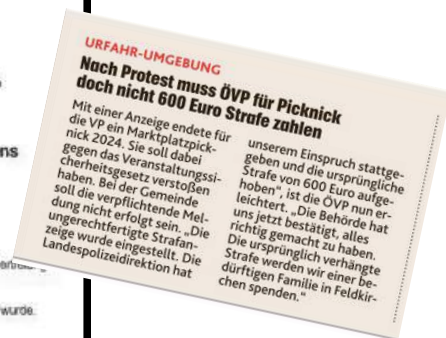 ns
wurde.
URFAHR-UMGEBUNG
Nach Protest muss ÖVP für Picknick
doch nicht 600 Euro Strafe zahlen
Mit einer Anzeige endete für
die VP ein Marktplatzpick-
nick 2024. Sie soll dabei
gegen das Veranstaltungssi-
cherheitsgesetz verstoßen
haben. Bei der Gemeinde
soll die verpflichtende Mel-
dung nicht erfolgt sein. „Die
ungerechtfertigte Strafan-
zeige wurde eingestellt. Die
Landespolizeidirektion hat
unserem Einspruch stattge-
geben und die ursprüngliche
Strafe von 600 Euro aufge-
hoben“, ist die ÖVP nun er-
leichtert. „Die Behörde hat
uns jetzt bestätigt, alles
richtig gemacht zu haben.
Die ursprünglich verhängte
Strafe werden wir einer be-
dürftigen Familie in Feldkir-
chen spenden.“